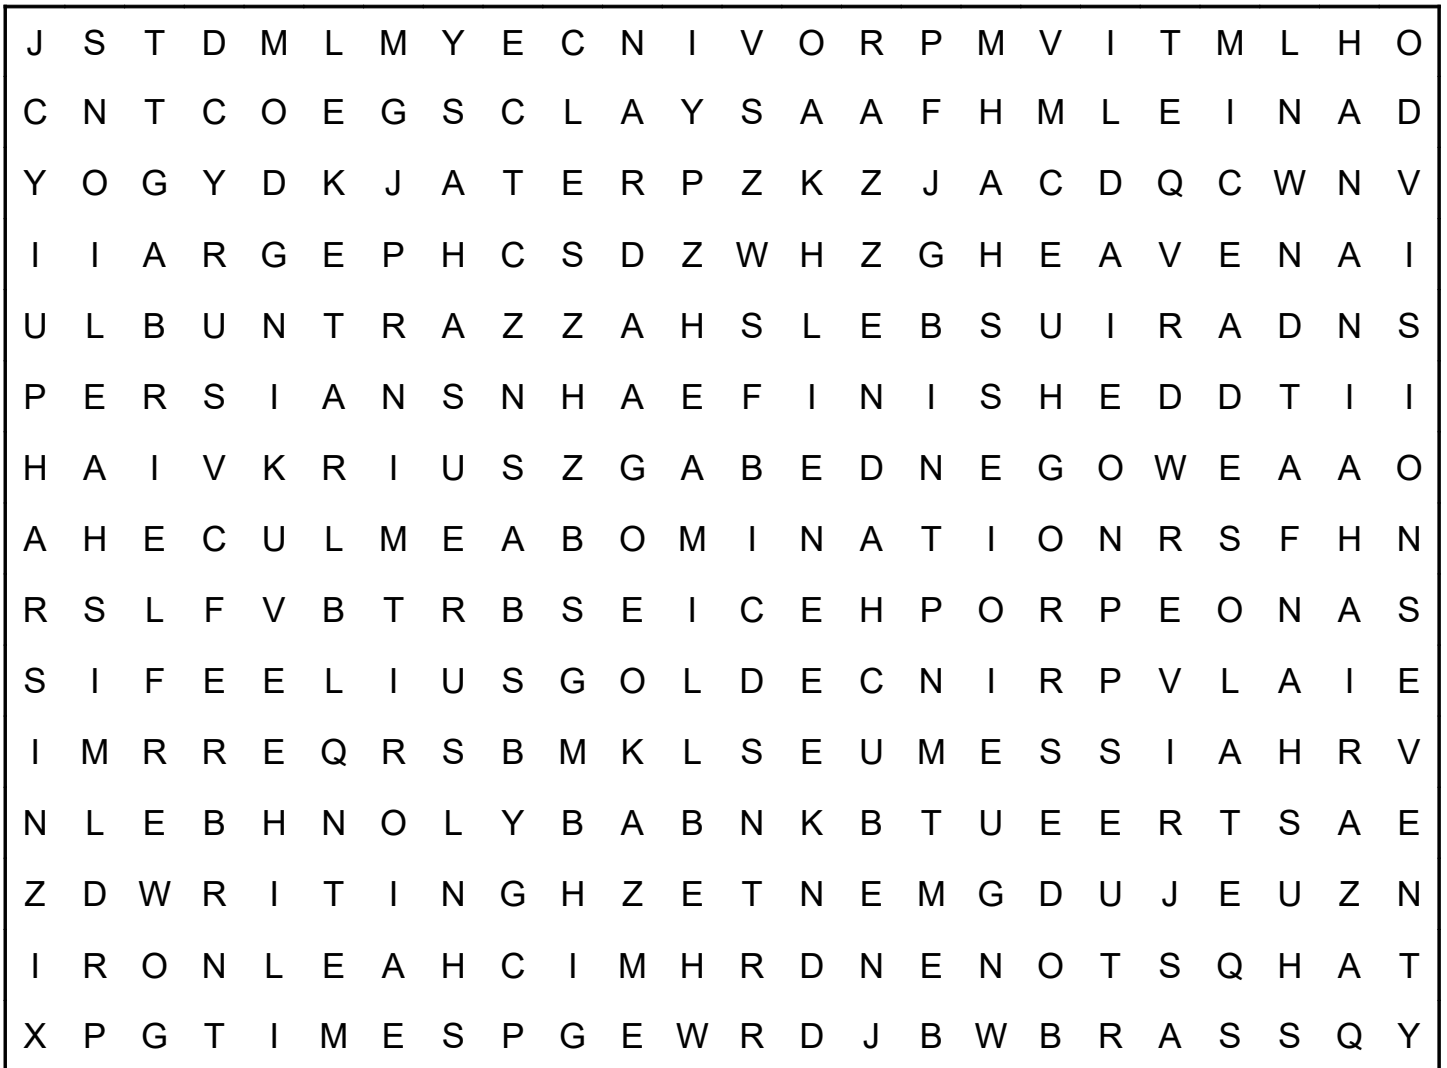 J S T D M L M Y E C N I V O R P M V I T M L H O
C N T C O E G S C L A Y S A A F H M L E I N A D
Y O G Y D K J A T E R P Z K Z J A C D Q C W N V
I I A R G E P H C S D Z W H Z G H E A V E N A I
U L B U N T R A Z Z A H S L E B S U I R A D N S
P E R S I A N S N H A E F I N I S H E D D T I I
H A I V K R I U S Z G A B E D N E G O W E A A O
A H E C U L M E A B O M I N A T I O N R S F H N
R S L F V B T R B S E I C E H P O R P E O N A S
S I F E E L I U S G O L D E C N I R P V L A I E
I M R R E Q R S B M K L S E U M E S S I A H R V
N L E B H N O L Y B A B N K B T U E E R T S A E
Z D W R I T I N G H Z E T N E M G D U J E U Z N
I R O N L E A H C I M H R D N E N O T S Q H A T
X P G T I M E S P G E W R D J B W B R A S S Q Y